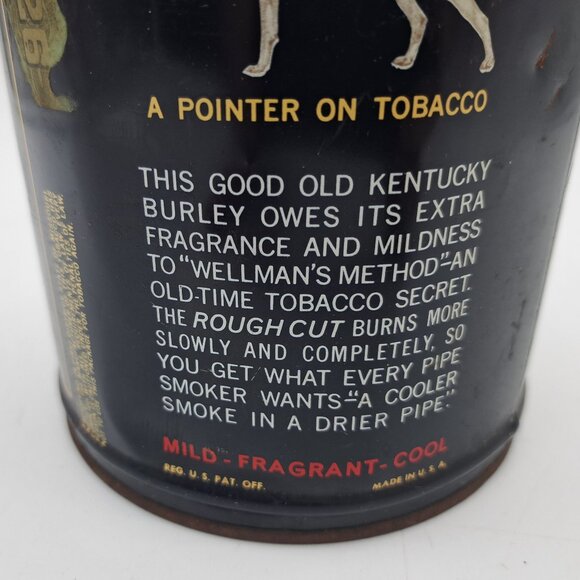 A POINTER ON TOBACCO
THIS GOOD OLD KENTUCKY
BURLEY OWES ITS EXTRA
FRAGRANCE AND MILDNESS
TO "WELLMAN'S METHOD"-AN
OLD-TIME TOBACCO SECRET.
THE ROUGH CUT BURNS MORE
SLOWLY AND COMPLETELY, SO
YOU GET WHAT EVERY PIPE
SMOKER WANTS-"A COOLER
SMOKE IN A DRIER PIPE."
MILD - FRAGRANT - COOL
REG. U. S. PAT. OFF.
MADE IN U. S. A.
926